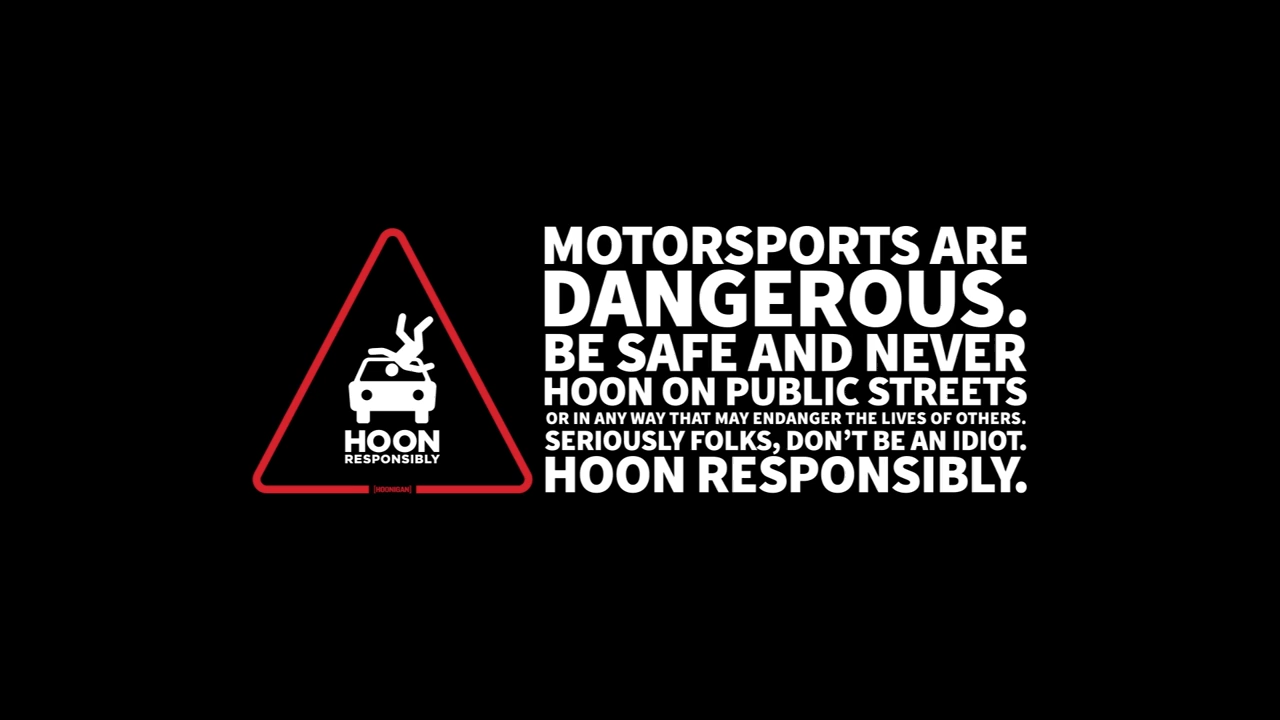 MOTORSPORTS ARE
DANGEROUS.
BE SAFE AND NEVER
HOON ON PUBLIC STREETS
OR IN ANY WAY THAT MAY ENDANGER THE LIVES OF OTHERS.
SERIOUSLY FOLKS, DON'T BE AN IDIOT.
HOON RESPONSIBLY.
HOON
RESPONSIBLY
[HOONIGAN]